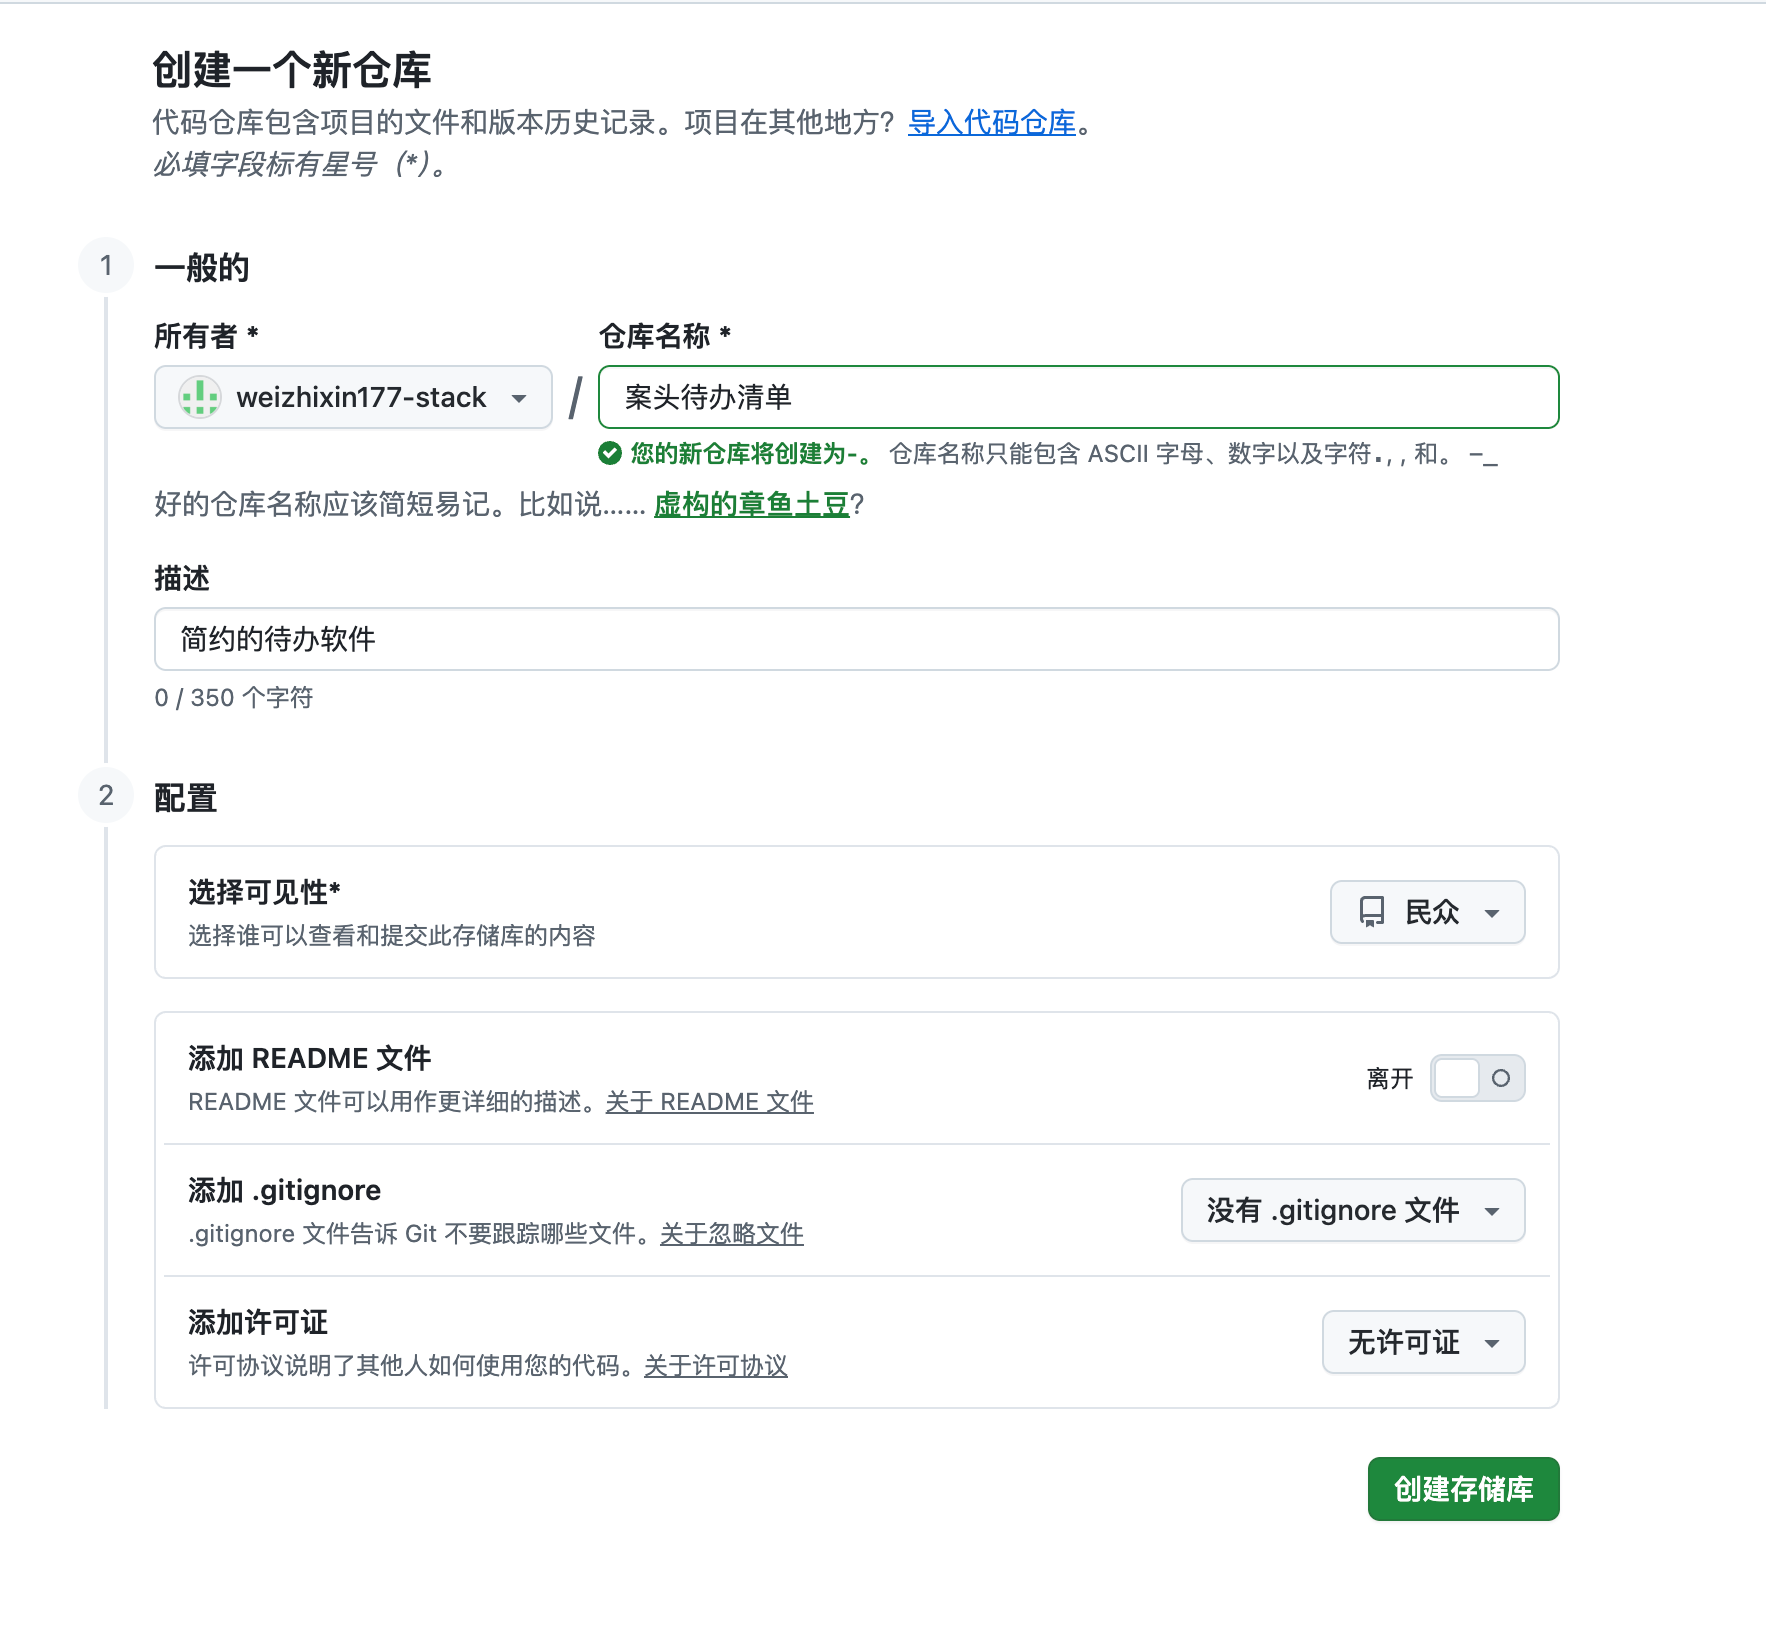 创建一个新仓库
代码仓库包含项目的文件和版本历史记录。项目在其他地方？导入代码仓库。
必填字段标有星号（*）。
1
一般的
所有者 *
仓库名称 *
weizhixin177-stack
/
案头待办清单
您的新仓库将创建为-。 仓库名称只能包含 ASCII 字母、数字以及字符.，，和。 -_
好的仓库名称应该简短易记。比如说…… 虚构的章鱼土豆？
描述
简约的待办软件
0 / 350 个字符
2
配置
选择可见性*
选择谁可以查看和提交此存储库的内容
民众
添加 README 文件
README 文件可以用作更详细的描述。关于 README 文件
离开
添加 .gitignore
.gitignore 文件告诉 Git 不要跟踪哪些文件。关于忽略文件
没有 .gitignore 文件
添加许可证
许可协议说明了其他人如何使用您的代码。关于许可协议
无许可证
创建存储库